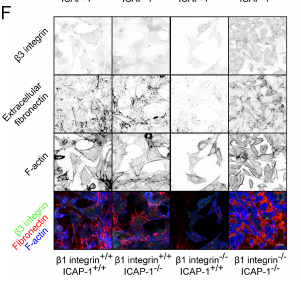 F
β3 integrin
Extracellular
fibronectin
F-actin
β3 integrin
Fibronectin
F-actin
β1 integrin+/+ β1 integrin+/+ β1 integrin-/- β1 integrin-/-
ICAP-1+/+ ICAP-1-/- ICAP-1+/+ ICAP-1-/-